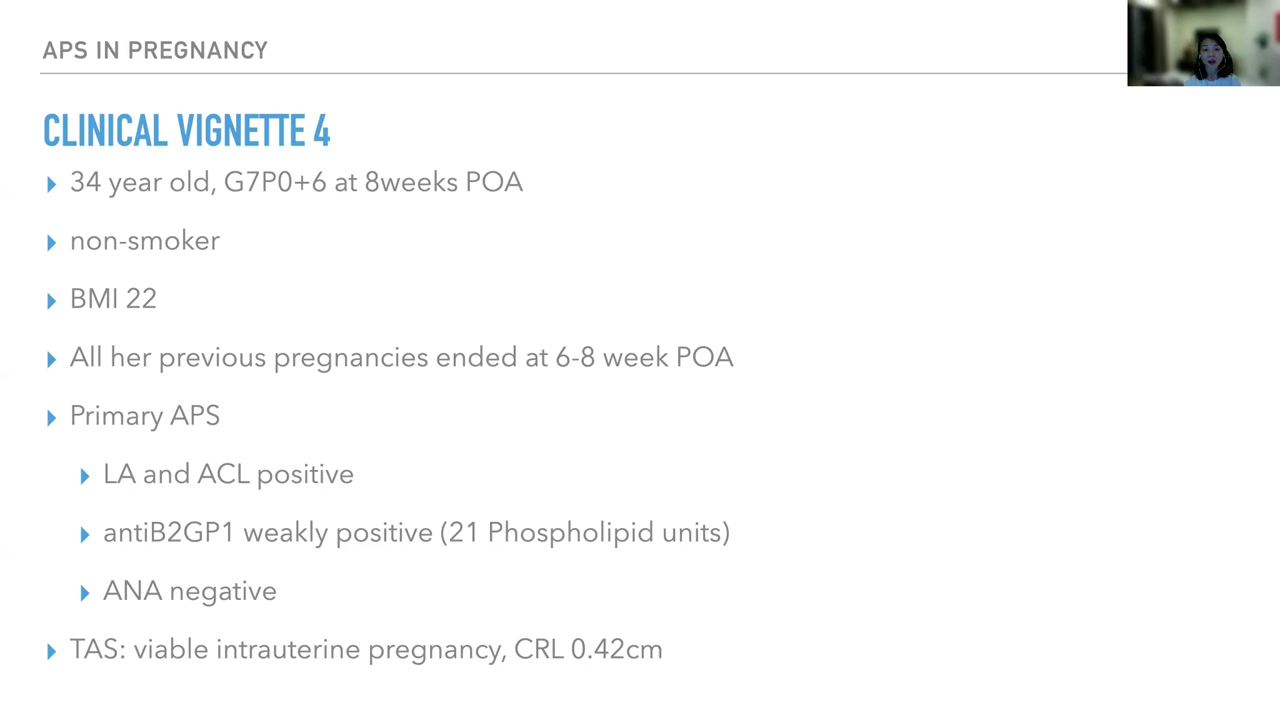 APS IN PREGNANCY
CLINICAL VIGNETTE 4
34 year old, G7P0+6 at 8weeks POA
non-smoker
BMI 22
All her previous pregnancies ended at 6-8 week POA
Primary APS
LA and ACL positive
antiB2GP1 weakly positive (21 Phospholipid units)
ANA negative
TAS: viable intrauterine pregnancy, CRL 0.42cm